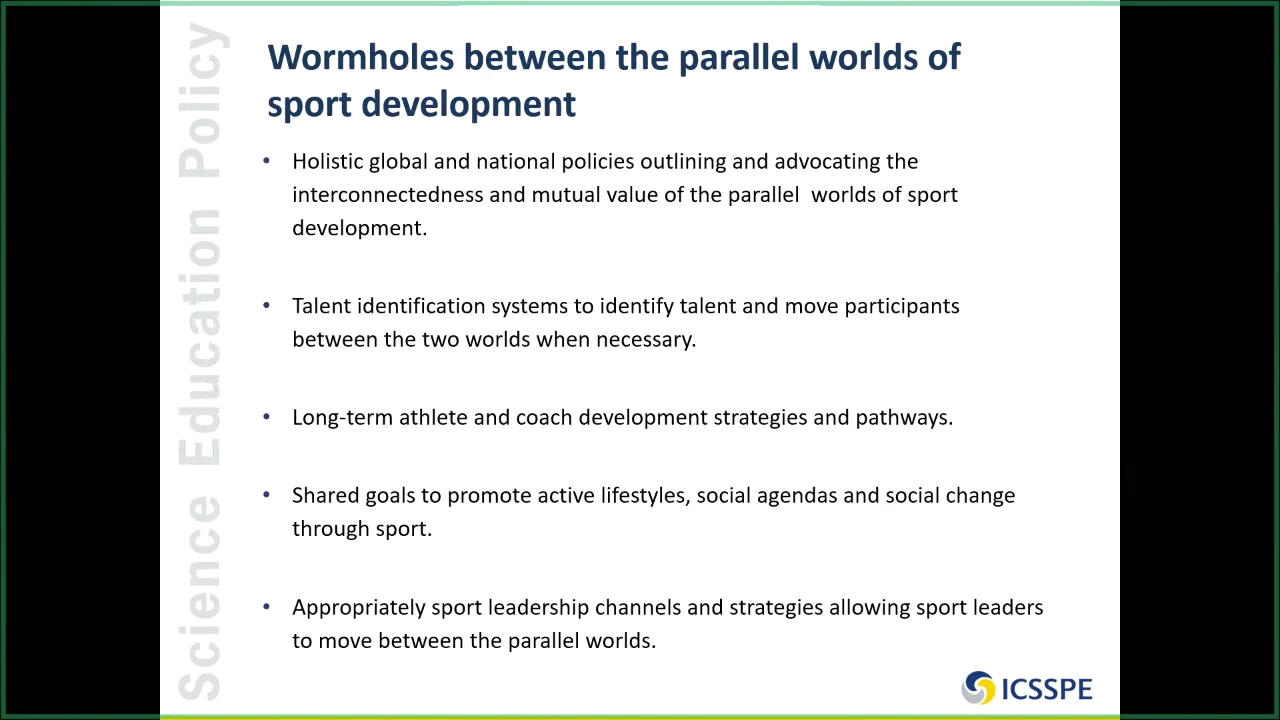 Science Education Policy
Wormholes between the parallel worlds of
sport development
• Holistic global and national policies outlining and advocating the
interconnectedness and mutual value of the parallel  worlds of sport
development.
• Talent identification systems to identify talent and move participants
between the two worlds when necessary.
• Long-term athlete and coach development strategies and pathways.
• Shared goals to promote active lifestyles, social agendas and social change
through sport.
• Appropriately sport leadership channels and strategies allowing sport leaders
to move between the parallel worlds.
ICSSPE